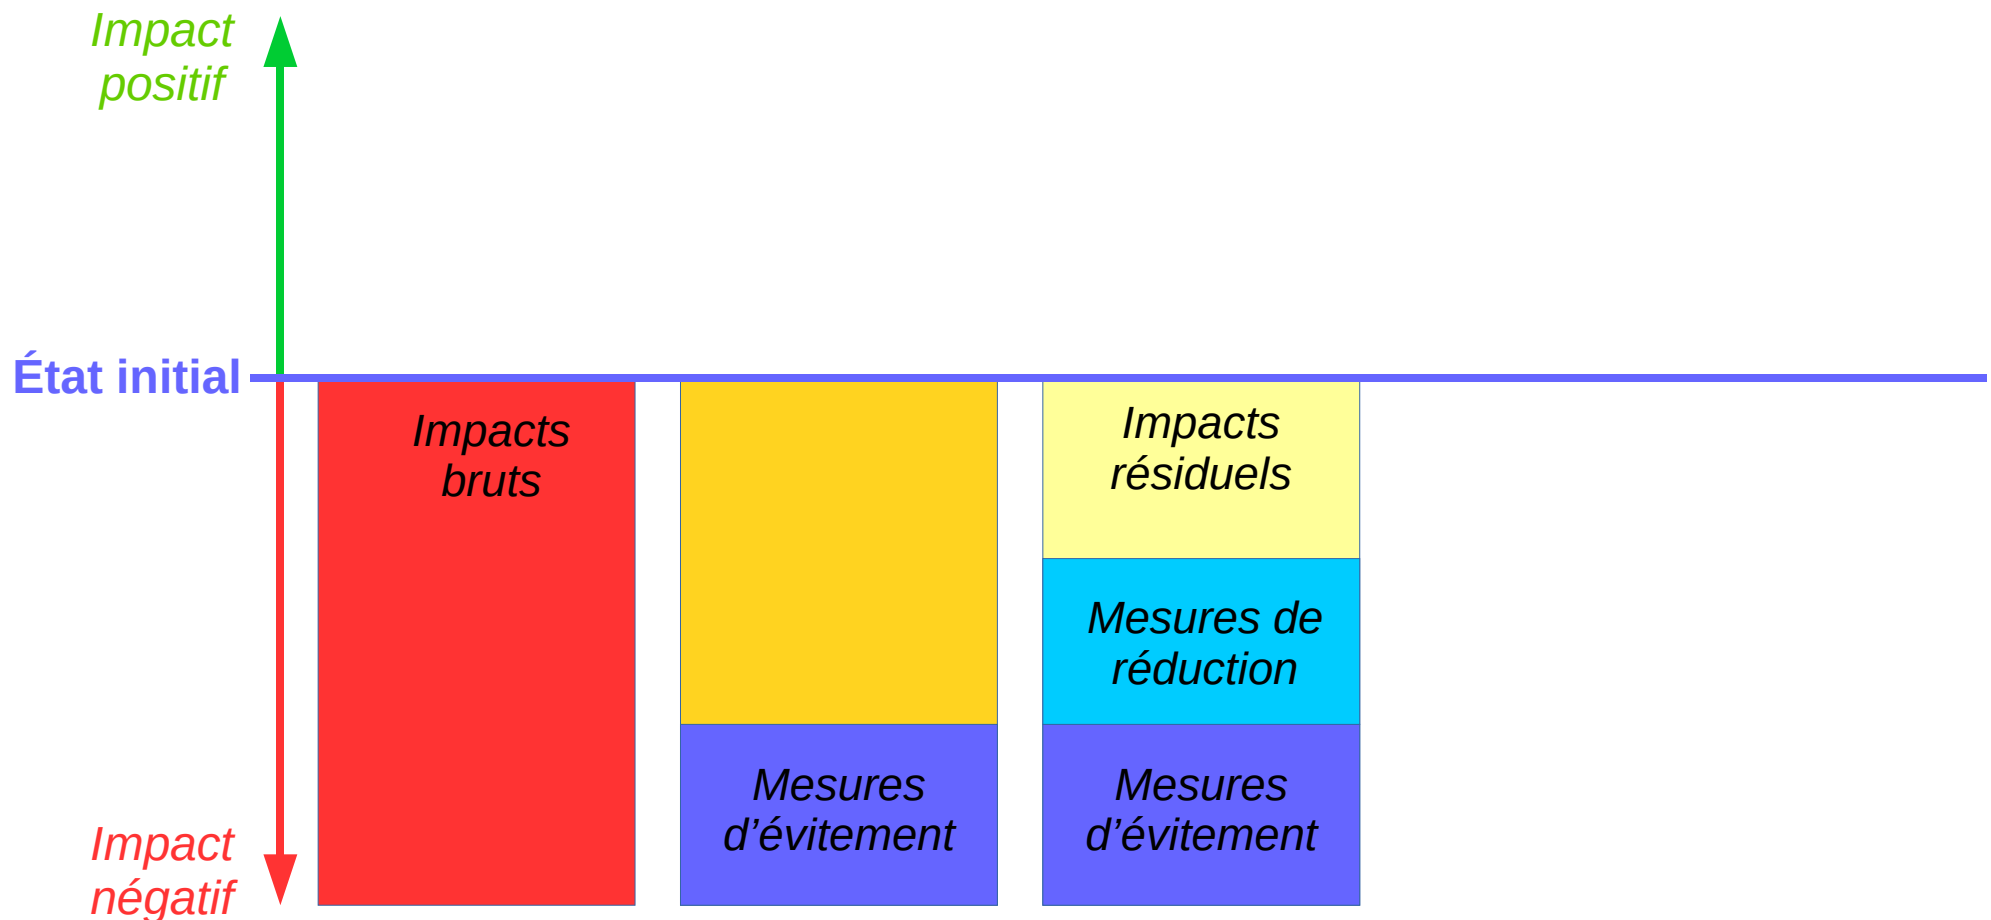 Impact
positif
État initial
Impacts
bruts
Impacts
résiduels
Mesures de
réduction
Mesures
d’évitement
Mesures
d’évitement
Impact
négatif